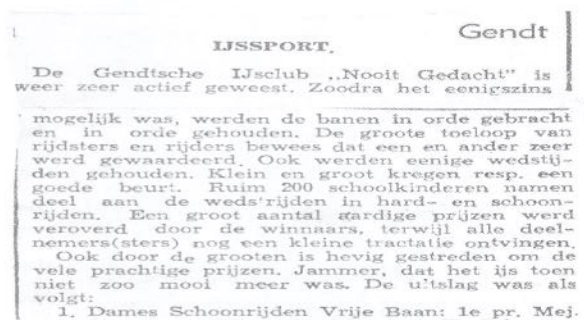 Gendt
IJSSPORT.
De Gendtsche IJsclub ,,Nooit Gedacht" is
weer zeer actief geweest. Zoodra het eenigszins
mogelijk was, werden de banen in orde gebracht
en in orde gehouden. De groote toeloop van
rijdsters en rijders bewees dat een en ander zeer
werd gewaardeerd. Ook werden eenige wedstij-
den gehouden. Klein en groot kregen resp. een
goede beurt. Ruim 200 schoolkinderen namen
deel aan de weds'rijden in hard- en schoon-
rijden. Een groot aantal aardige prijzen werd
veroverd door de winnaars, terwijl alle deel-
nemers(sters) nog een kleine tractatie ontvingen.
Ook door de grooten is hevig gestreden om de
vele prachtige prijzen. Jammer, dat het ijs toen
niet zoo mooi meer was. De uitslag was als
volgt:
1. Dames Schoonrijden Vrije Baan: 1e pr. Mej.